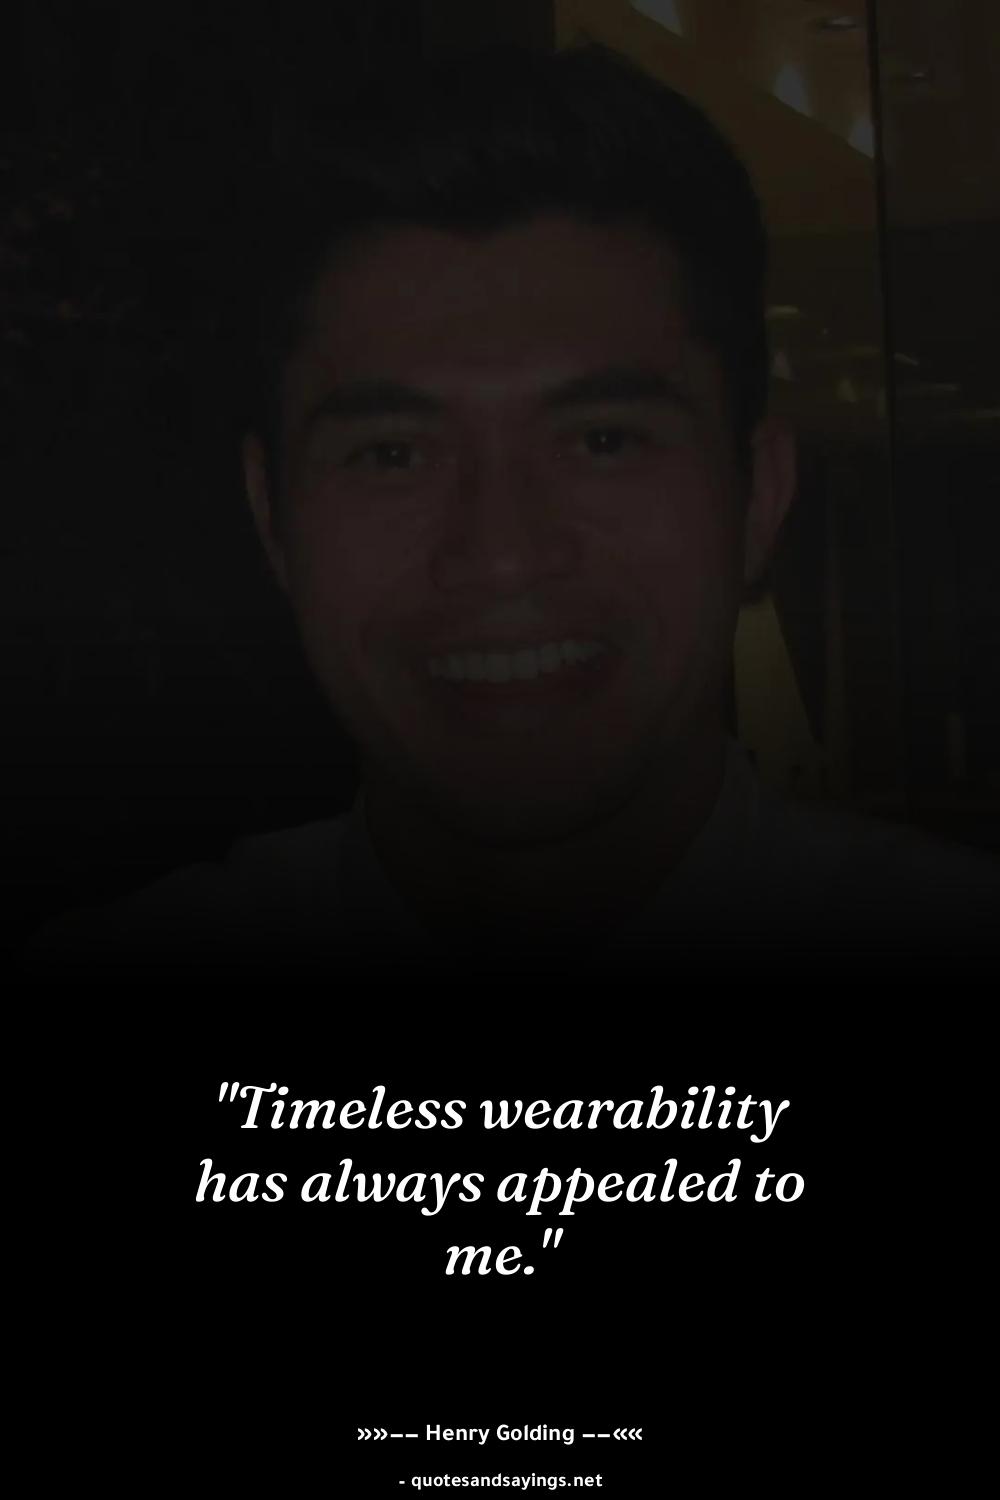 "Timeless wearability
has always appealed to
me."
»»–– Henry Golding ––««
- quotesandsayings.net